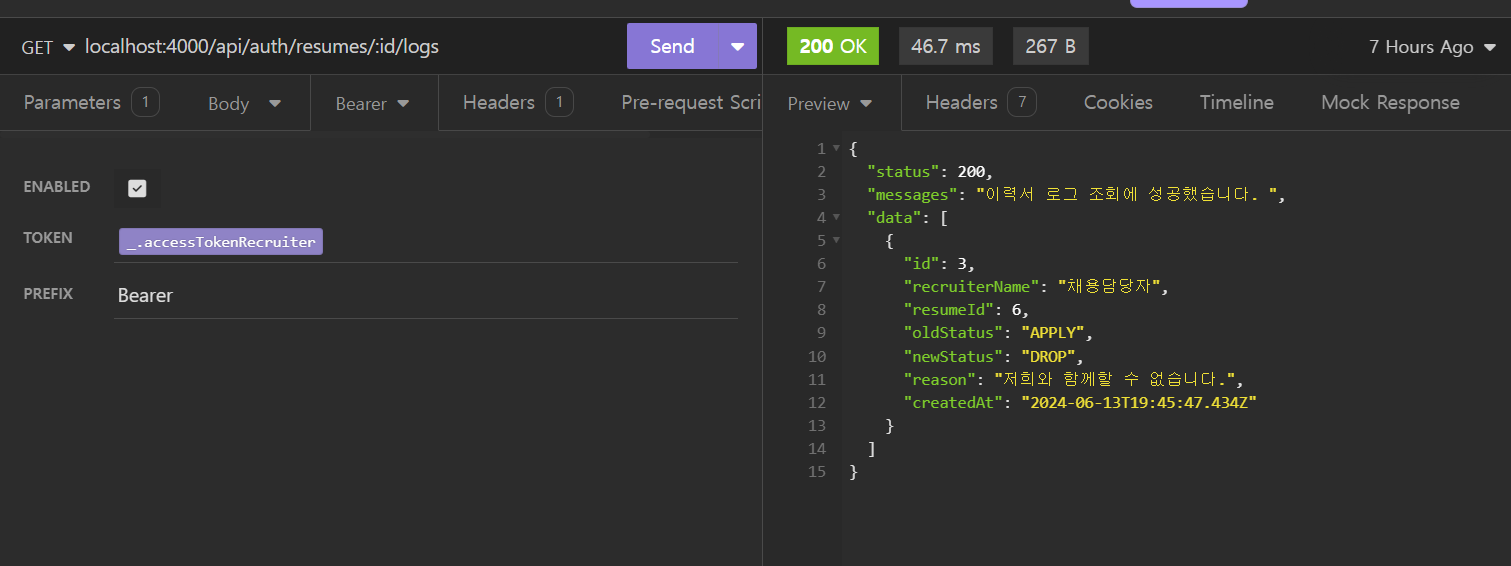 GET localhost:4000/api/auth/resumes/:id/logs Send
Parameters 1 Body Bearer Headers 1 Pre-request Scri
ENABLED
TOKEN _.accessTokenRecruiter
PREFIX Bearer
200 OK 46.7 ms 267 B 7 Hours Ago
Preview Headers 7 Cookies Timeline Mock Response
1 {
2 "status": 200,
3 "messages": "이력서 로그 조회에 성공했습니다. ",
4 "data": [
5 {
6 "id": 3,
7 "recruiterName": "채용담당자",
8 "resumeId": 6,
9 "oldStatus": "APPLY",
10 "newStatus": "DROP",
11 "reason": "저희와 함께할 수 없습니다.",
12 "createdAt": "2024-06-13T19:45:47.434Z"
13 }
14 ]
15 }